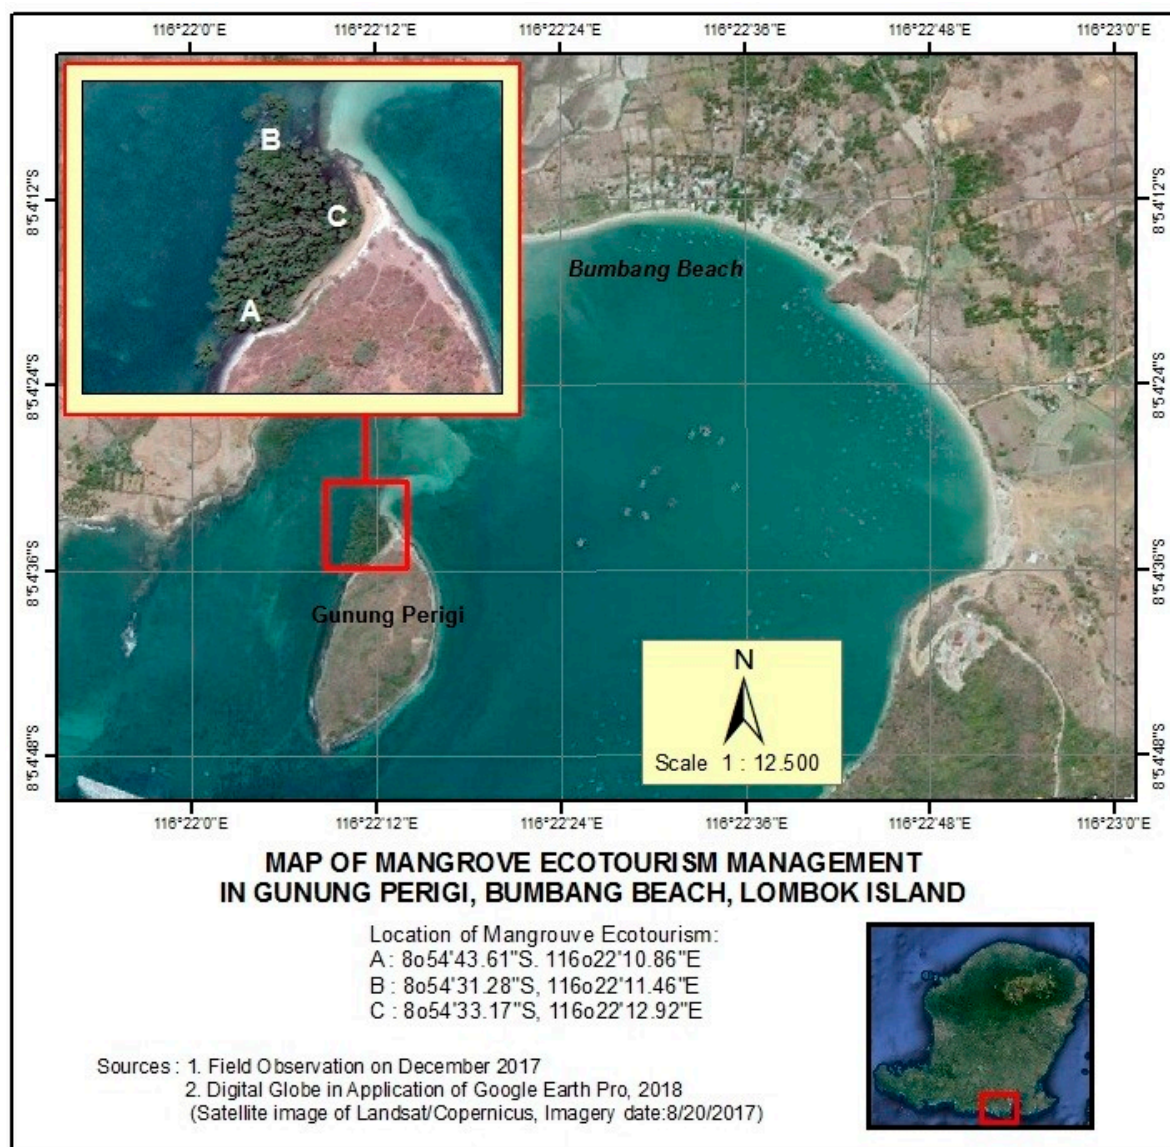 116°22'0"E 116°22'12"E 116°22'24"E 116°22'36"E 116°22'48"E 116°23'0"E
8°54'12"S 8°54'12"S
8°54'24"S 8°54'24"S
8°54'36"S 8°54'36"S
8°54'48"S 8°54'48"S
B
C
A
Bumbang Beach
Gunung Perigi
N
Scale 1 : 12.500
116°22'0"E 116°22'12"E 116°22'24"E 116°22'36"E 116°22'48"E 116°23'0"E
MAP OF MANGROVE ECOTOURISM MANAGEMENT
IN GUNUNG PERIGI, BUMBANG BEACH, LOMBOK ISLAND
Location of Mangrouve Ecotourism:
A : 8o54'43.61"S. 116o22'10.86"E
B : 8o54'31.28"S, 116o22'11.46"E
C : 8o54'33.17"S, 116o22'12.92"E
Sources : 1. Field Observation on December 2017
2. Digital Globe in Application of Google Earth Pro, 2018
(Satellite image of Landsat/Copernicus, Imagery date:8/20/2017)